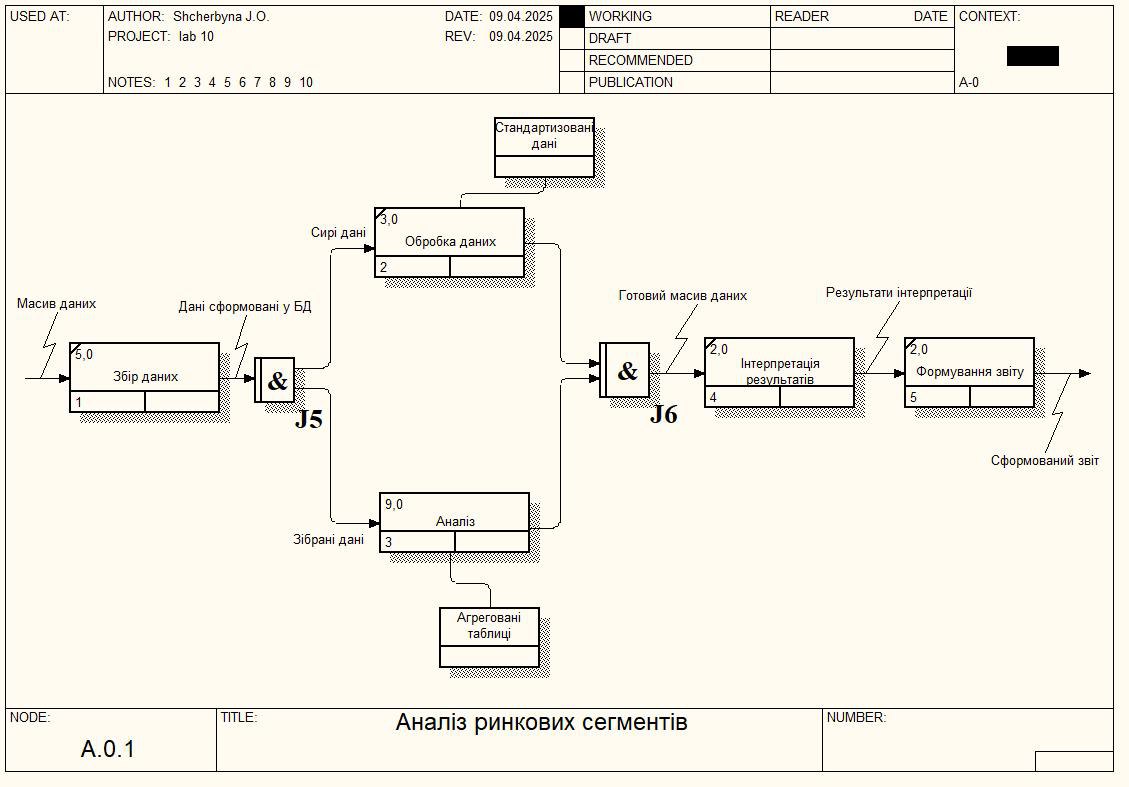 USED AT:
AUTHOR: Shcherbyna J.O.
DATE: 09.04.2025
PROJECT: lab 10
REV: 09.04.2025
NOTES: 1 2 3 4 5 6 7 8 9 10
WORKING
DRAFT
RECOMMENDED
PUBLICATION
READER
DATE
CONTEXT:
A-0
Стандартизовані
дані
3,0
Обробка даних
2
Сирі дані
Масив даних
Дані сформовані у БД
5,0
Збір даних
1
&
J5
Готовий масив даних
Результати інтерпретації
&
J6
2,0
Інтерпретація
результатів
4
2,0
Формування звіту
5
Сформований звіт
9,0
Аналіз
3
Зібрані дані
Агреговані
таблиці
NODE:
A.0.1
TITLE:
Аналіз ринкових сегментів
NUMBER: